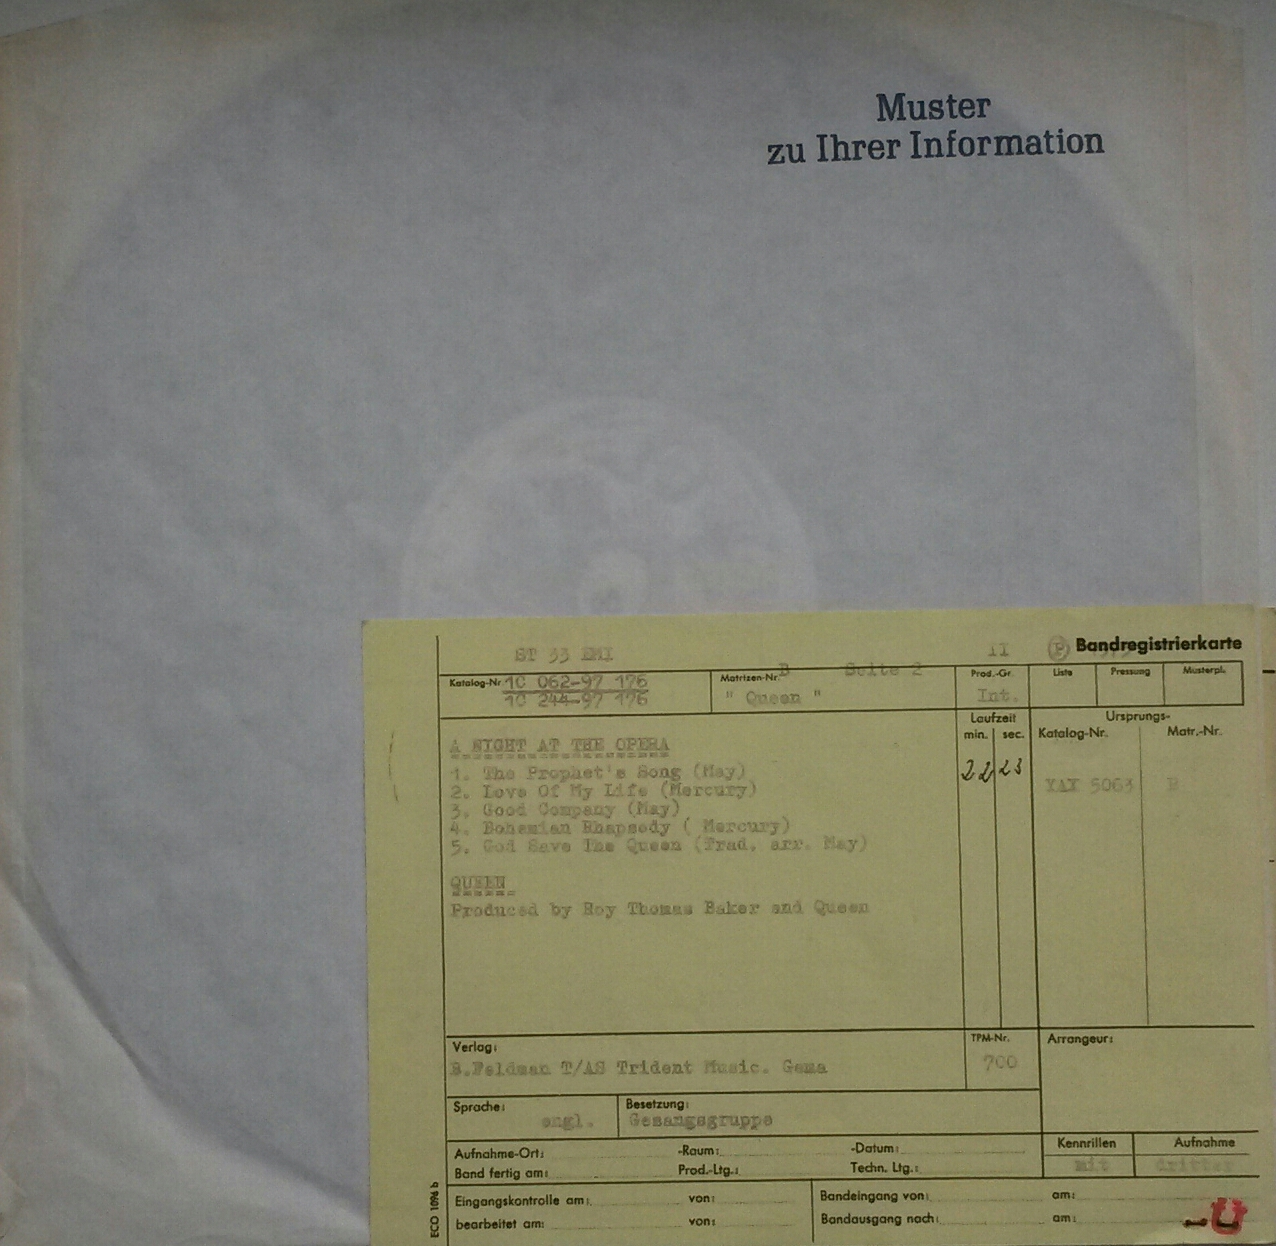 Muster
zu Ihrer Information
ST 33 EMI
11
Ⓟ
Bandregistrierkarte
Katalog-Nr.
1C 062-97 176
1C 244-97 176
Matrizen-Nr.
B
Seite 2
" Queen "
Prod.-Gr.
Int.
Liste
Pressung
Musterpl.
Laufzeit
min. sec.
22 23
Ursprungs-
Katalog-Nr.
Matr.-Nr.
YAX 5063
B
A NIGHT AT THE OPERA
1. The Prophet's Song (May)
2. Love Of My Life (Mercury)
3. Good Company (May)
4. Bohemian Rhapsody ( Mercury)
5. God Save The Queen (Trad. arr. May)
QUEEN
Produced by Roy Thomas Baker and Queen
Verlag:
B.Feldman T/AS Trident Music. Gema
TPM-Nr.
700
Arrangeur:
Sprache:
engl.
Besetzung:
Gesangsgruppe
Aufnahme-Ort:
-Raum:
-Datum:
Band fertig am:
Prod.-Ltg.:
Techn. Ltg.:
Kennrillen
mit
Aufnahme
dritter
Eingangskontrolle am:
von:
Bandeingang von:
am:
bearbeitet am:
von:
Bandausgang nach:
am:
ECO 1096 b